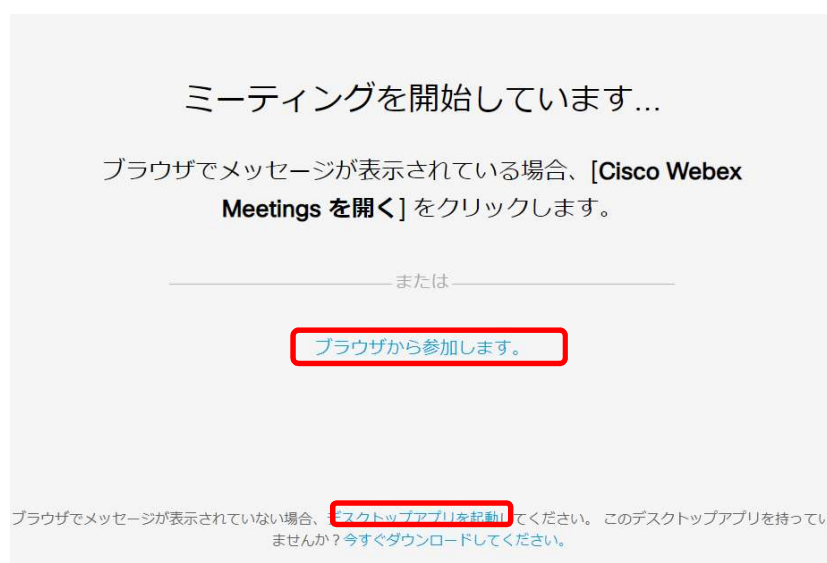 ミーティングを開始しています...
ブラウザでメッセージが表示されている場合、[Cisco Webex
Meetings を開く] をクリックします。
または
ブラウザから参加します。
ブラウザでメッセージが表示されていない場合、デスクトップアプリを起動してください。 このデスクトップアプリを持ってい
ませんか？今すぐダウンロードしてください。